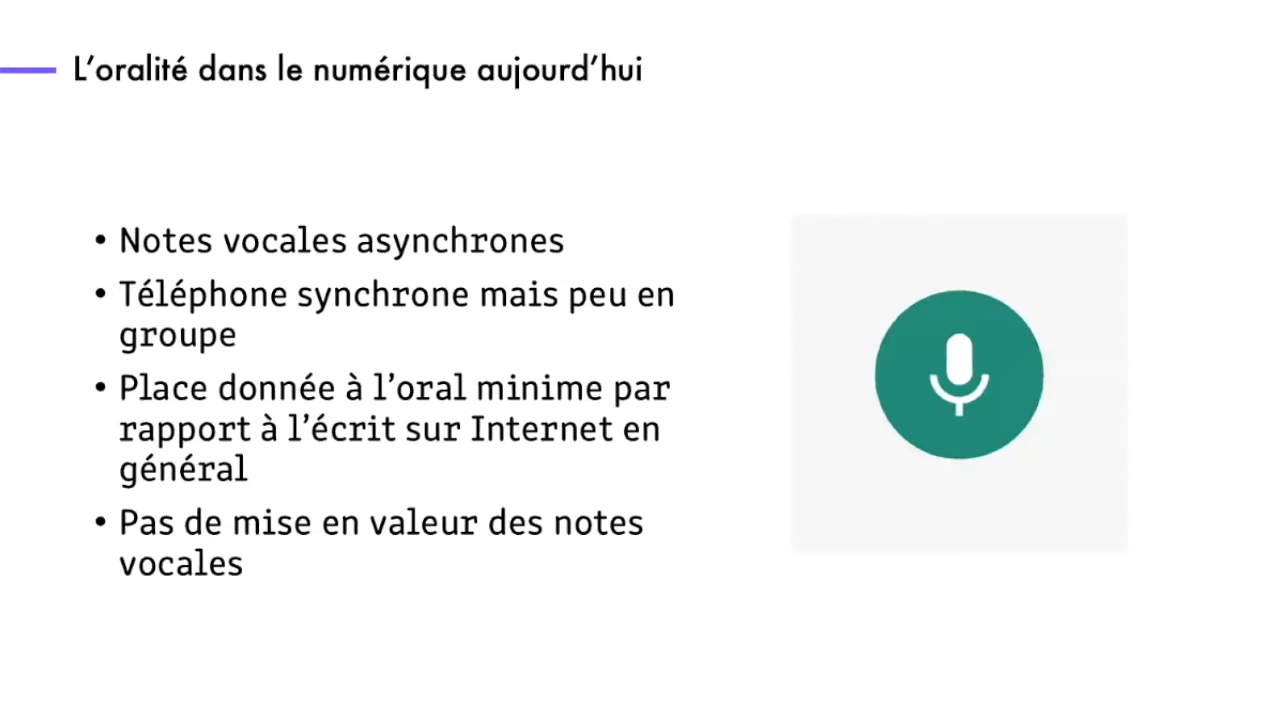 L’oralité dans le numérique aujourd’hui
• Notes vocales asynchrones
• Téléphone synchrone mais peu en
groupe
• Place donnée à l’oral minime par
rapport à l’écrit sur Internet en
général
• Pas de mise en valeur des notes
vocales